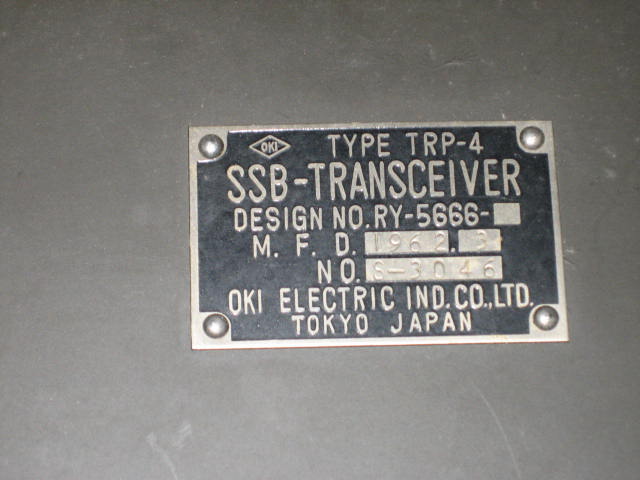 OKI TYPE TRP-4
SSB-TRANSCEIVER
DESIGN NO. RY-5666-
M. F. D. 1962. 3
NO. S-3046
OKI ELECTRIC IND. CO., LTD.
TOKYO JAPAN